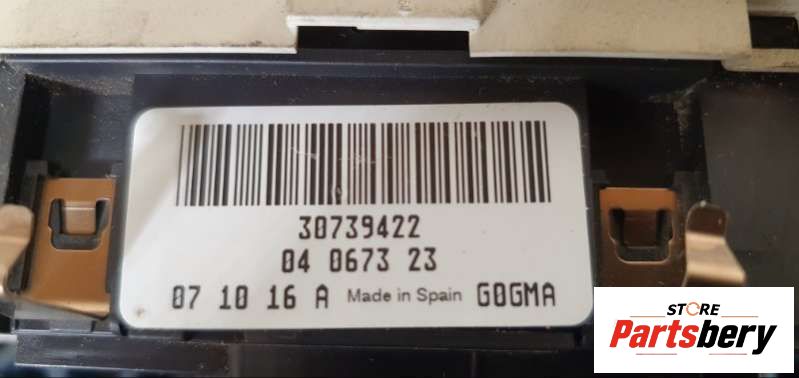 30739422
04 0673 23
07 10 16 A Made in Spain G0GMA
STORE
Partsbery